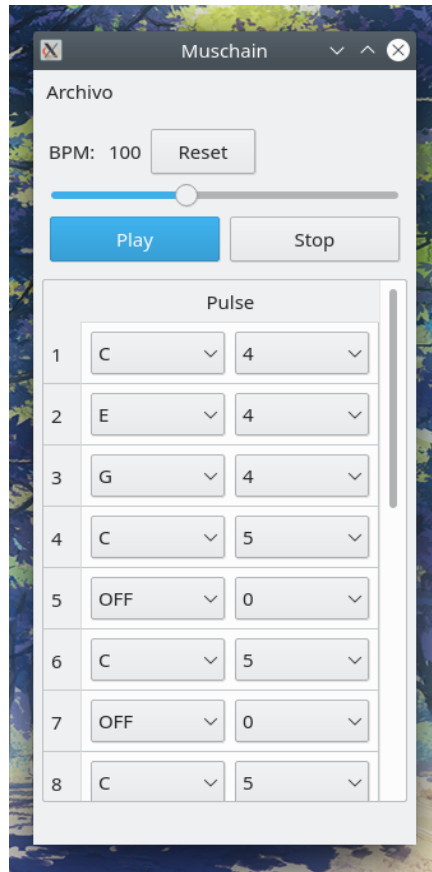 Muschain
Archivo
BPM: 100 Reset
Play Stop
Pulse
1 C 4
2 E 4
3 G 4
4 C 5
5 OFF 0
6 C 5
7 OFF 0
8 C 5